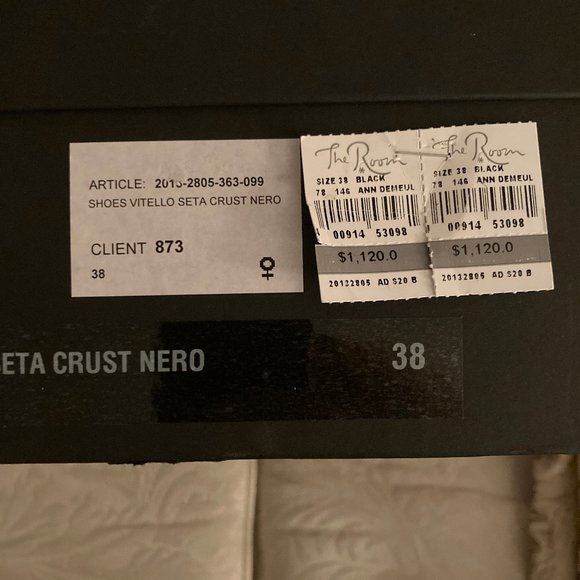 ARTICLE: 2013-2805-363-099
SHOES VITELLO SETA CRUST NERO
CLIENT 873
38
The Room
SIZE 38 BLACK
78 146 ANN DEMEUL
00914 53098
$1,120.0
20132805 AD S20 B
The Room
SIZE 38 BLACK
78 146 ANN DEMEUL
00914 53098
$1,120.0
20132805 AD S20 B
SETA CRUST NERO 38